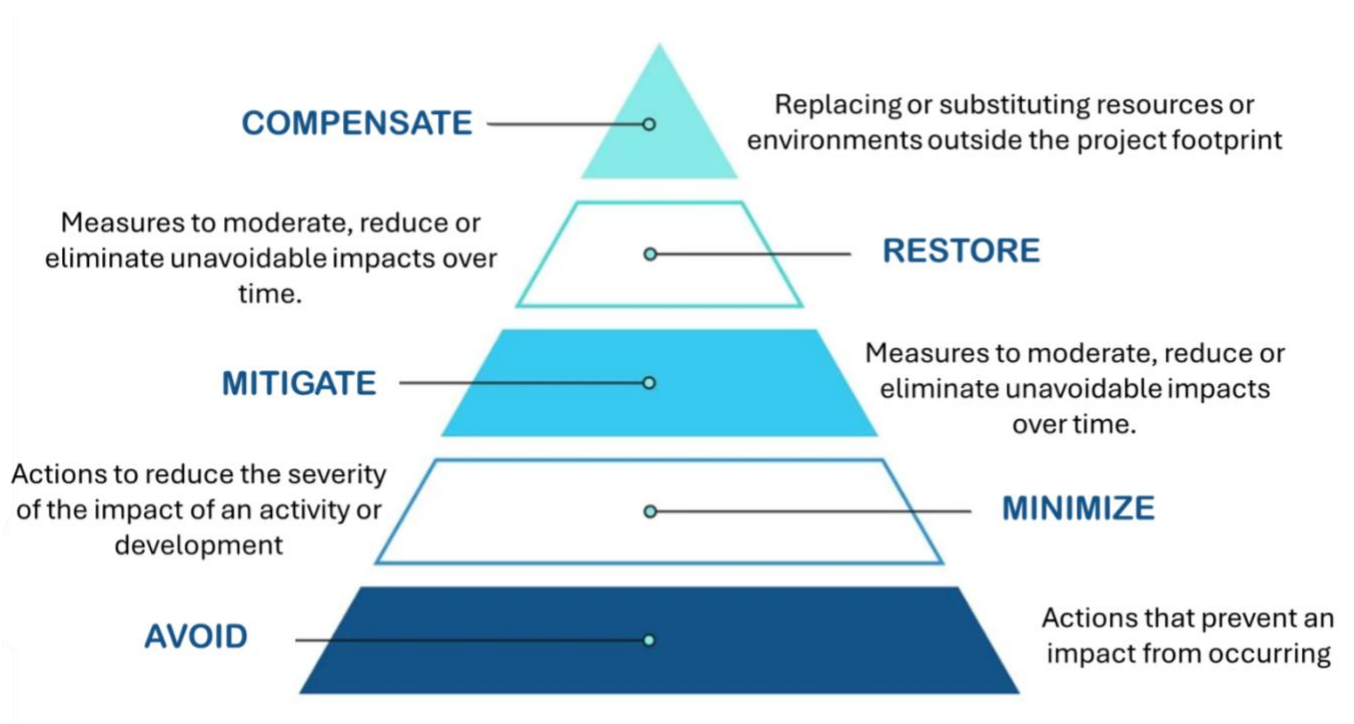 COMPENSATE
Replacing or substituting resources or
environments outside the project footprint
Measures to moderate, reduce or
eliminate unavoidable impacts over
time.
RESTORE
MITIGATE
Measures to moderate, reduce or
eliminate unavoidable impacts
over time.
Actions to reduce the severity
of the impact of an activity or
development
MINIMIZE
AVOID
Actions that prevent an
impact from occurring